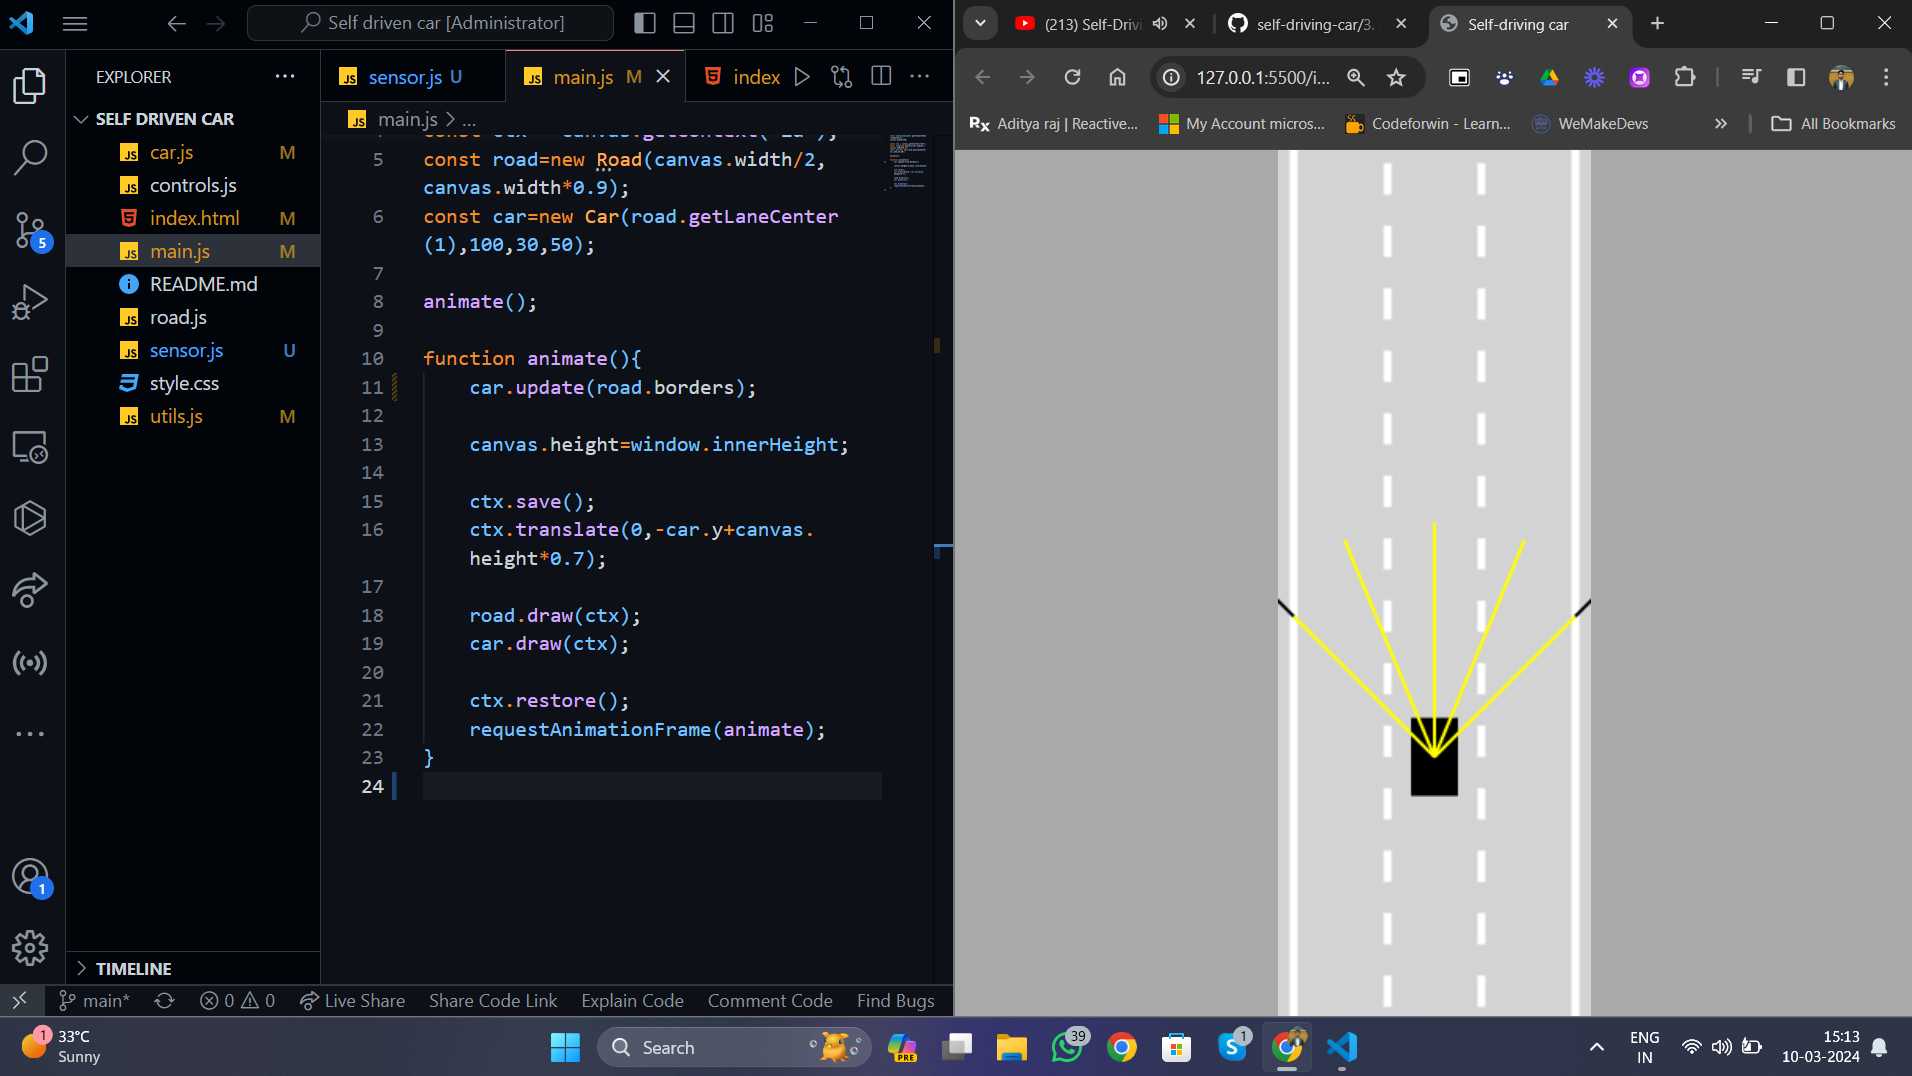 Self driven car [Administrator]
EXPLORER
SELF DRIVEN CAR
car.js M
controls.js
index.html M
main.js M
README.md
road.js
sensor.js U
style.css
utils.js M
TIMELINE
sensor.js U
main.js M
index
main.js > ...
5 const road=new Road(canvas.width/2,
canvas.width*0.9);
6 const car=new Car(road.getLaneCenter
(1),100,30,50);
7
8 animate();
9
10 function animate(){
11 car.update(road.borders);
12
13 canvas.height=window.innerHeight;
14
15 ctx.save();
16 ctx.translate(0,-car.y+canvas.
height*0.7);
17
18 road.draw(ctx);
19 car.draw(ctx);
20
21 ctx.restore();
22 requestAnimationFrame(animate);
23 }
24
main* 0 0 Live Share Share Code Link Explain Code Comment Code Find Bugs
5
1
(213) Self-Drivi
self-driving-car/3.
Self-driving car
127.0.0.1:5500/i...
Rx Aditya raj | Reactive...
My Account micros...
Codeforwin - Learn...
WeMakeDevs
All Bookmarks
1
33°C
Sunny
Search
PRE
39
1
ENG
IN
15:13
10-03-2024